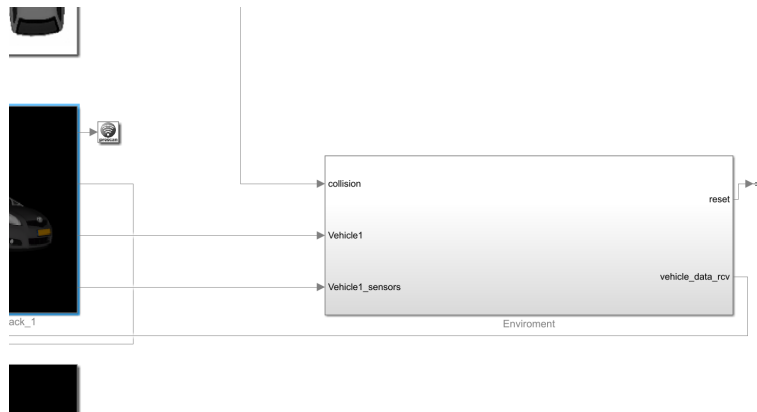 collision
reset
Vehicle1
vehicle_data_rcv
Vehicle1_sensors
ack_1
Enviroment